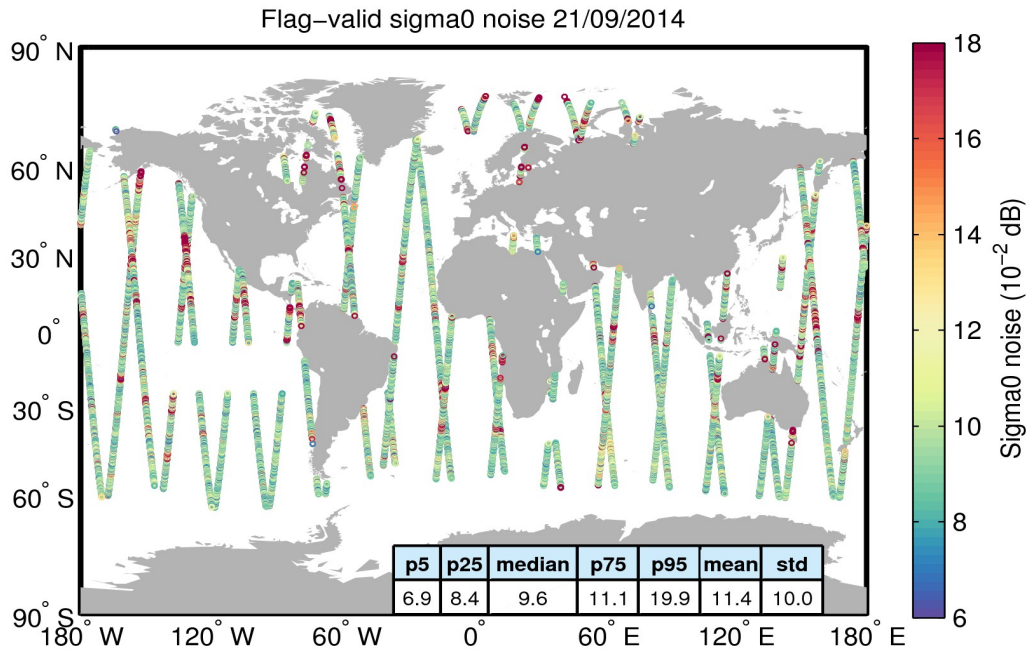 Flag−valid sigma0 noise 21/09/2014
90° N
60° N
30° N
0°
30° S
60° S
90° S
180° W
120° W
60° W
0°
60° E
120° E
180° E
p5 p25 median p75 p95 mean std
6.9 8.4 9.6 11.1 19.9 11.4 10.0
18
16
14
12
10
8
6
Sigma0 noise (10⁻² dB)